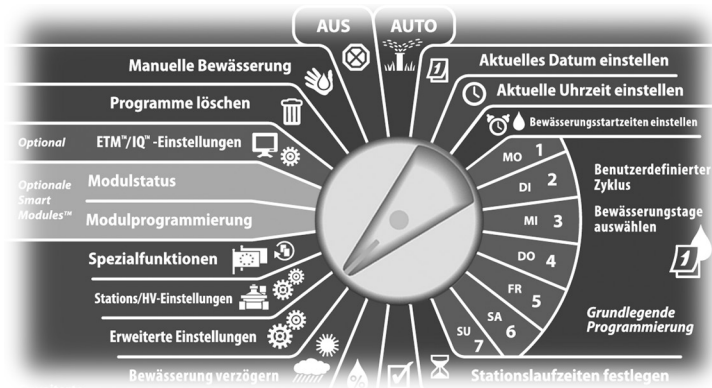 AUS
AUTO
Manuelle Bewässerung
Programme löschen
Optional
ETM™/IQ™ -Einstellungen
Optionale
Smart
Modules™
Modulstatus
Modulprogrammierung
Spezialfunktionen
Stations/HV-Einstellungen
Erweiterte Einstellungen
Bewässerung verzögern
Aktuelles Datum einstellen
Aktuelle Uhrzeit einstellen
Bewässerungsstartzeiten einstellen
MO 1
DI 2
MI 3
DO 4
FR 5
SA 6
SU 7
Benutzerdefinierter
Zyklus
Bewässerungstage
auswählen
1
1
Grundlegende
Programmierung
%
Stationslaufzeiten festlegen